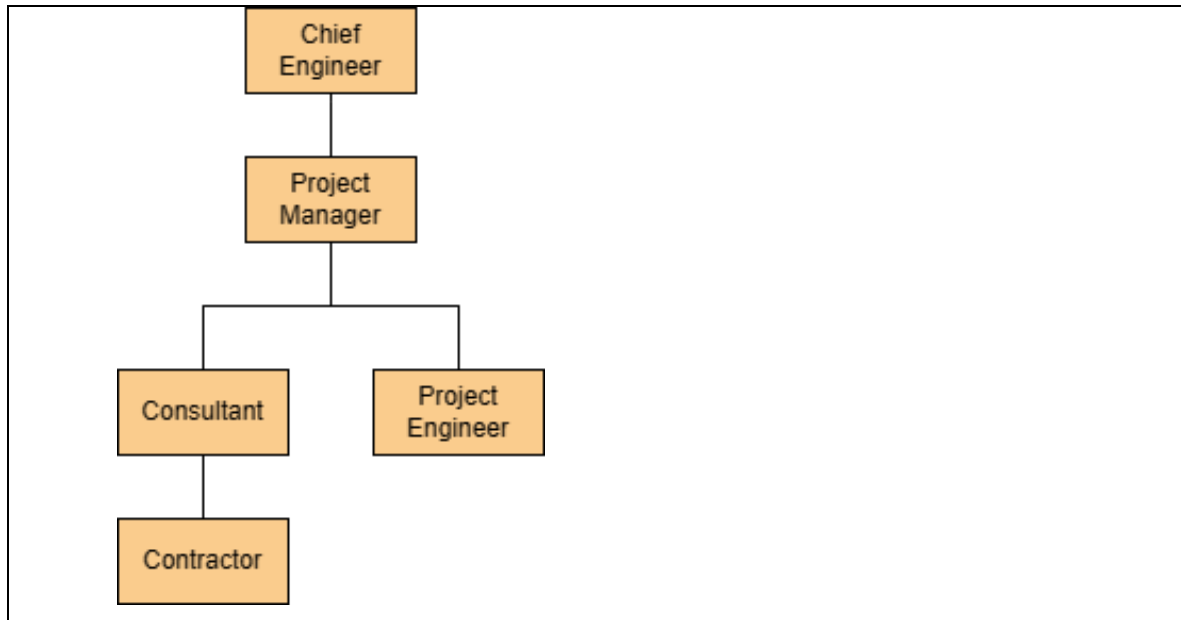 Chief
Engineer
Project
Manager
Consultant
Project
Engineer
Contractor